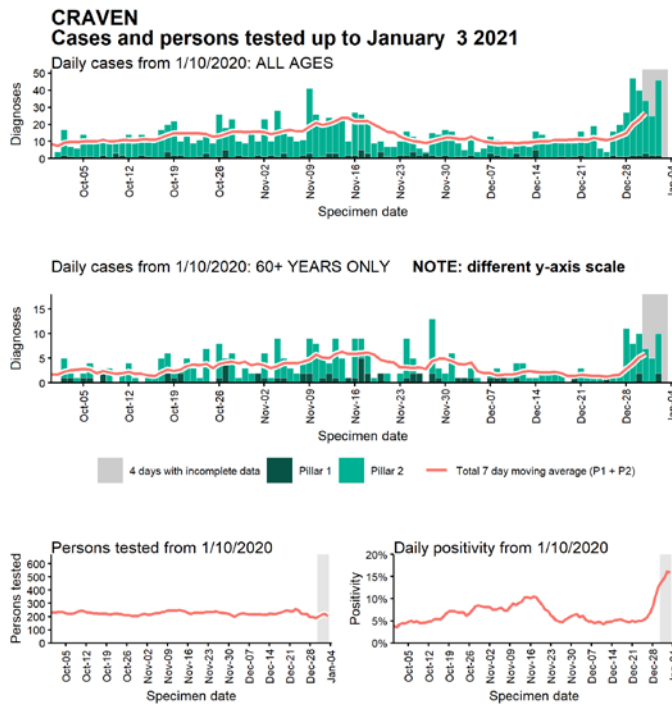 CRAVEN
Cases and persons tested up to January 3 2021
Daily cases from 1/10/2020: ALL AGES
Diagnoses
50
40
30
20
10
0
Oct-05
Oct-12
Oct-19
Oct-26
Nov-02
Nov-09
Nov-16
Nov-23
Nov-30
Dec-07
Dec-14
Dec-21
Dec-28
Jan-04
Specimen date
Daily cases from 1/10/2020: 60+ YEARS ONLY NOTE: different y-axis scale
Diagnoses
15
10
5
0
Oct-05
Oct-12
Oct-19
Oct-26
Nov-02
Nov-09
Nov-16
Nov-23
Nov-30
Dec-07
Dec-14
Dec-21
Dec-28
Jan-04
Specimen date
4 days with incomplete data Pillar 1 Pillar 2 Total 7 day moving average (P1 + P2)
Persons tested from 1/10/2020
Persons tested
600
500
400
300
200
100
0
Oct-05
Oct-12
Oct-19
Oct-26
Nov-02
Nov-09
Nov-16
Nov-23
Nov-30
Dec-07
Dec-14
Dec-21
Dec-28
Jan-04
Specimen date
Daily positivity from 1/10/2020
Positivity
20%
15%
10%
5%
0%
Oct-05
Oct-12
Oct-19
Oct-26
Nov-02
Nov-09
Nov-16
Nov-23
Nov-30
Dec-07
Dec-14
Dec-21
Dec-28
Jan-04
Specimen date